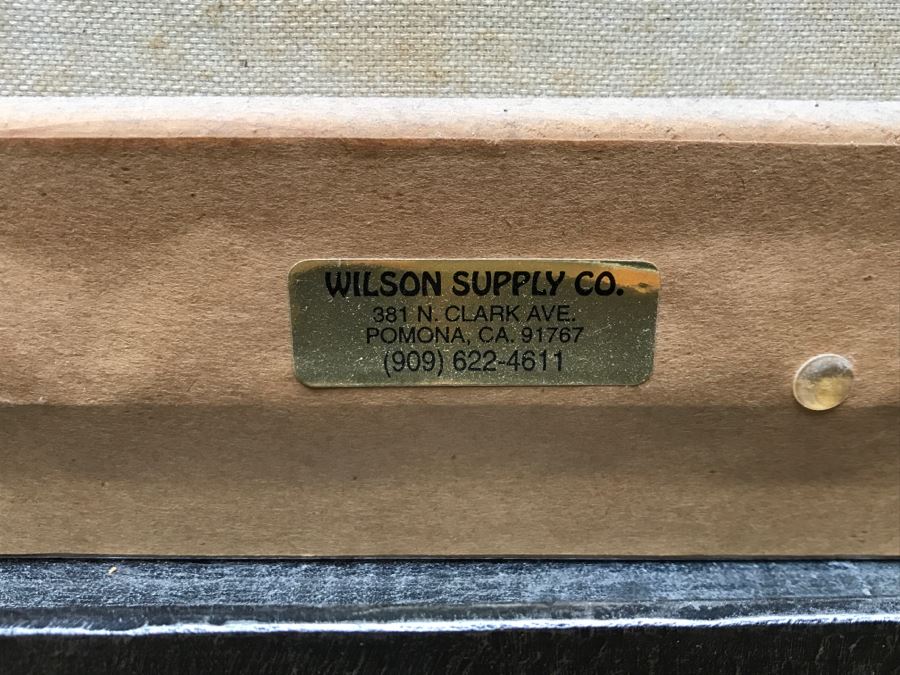 WILSON SUPPLY CO.
381 N. CLARK AVE.
POMONA, CA. 91767
(909) 622-4611